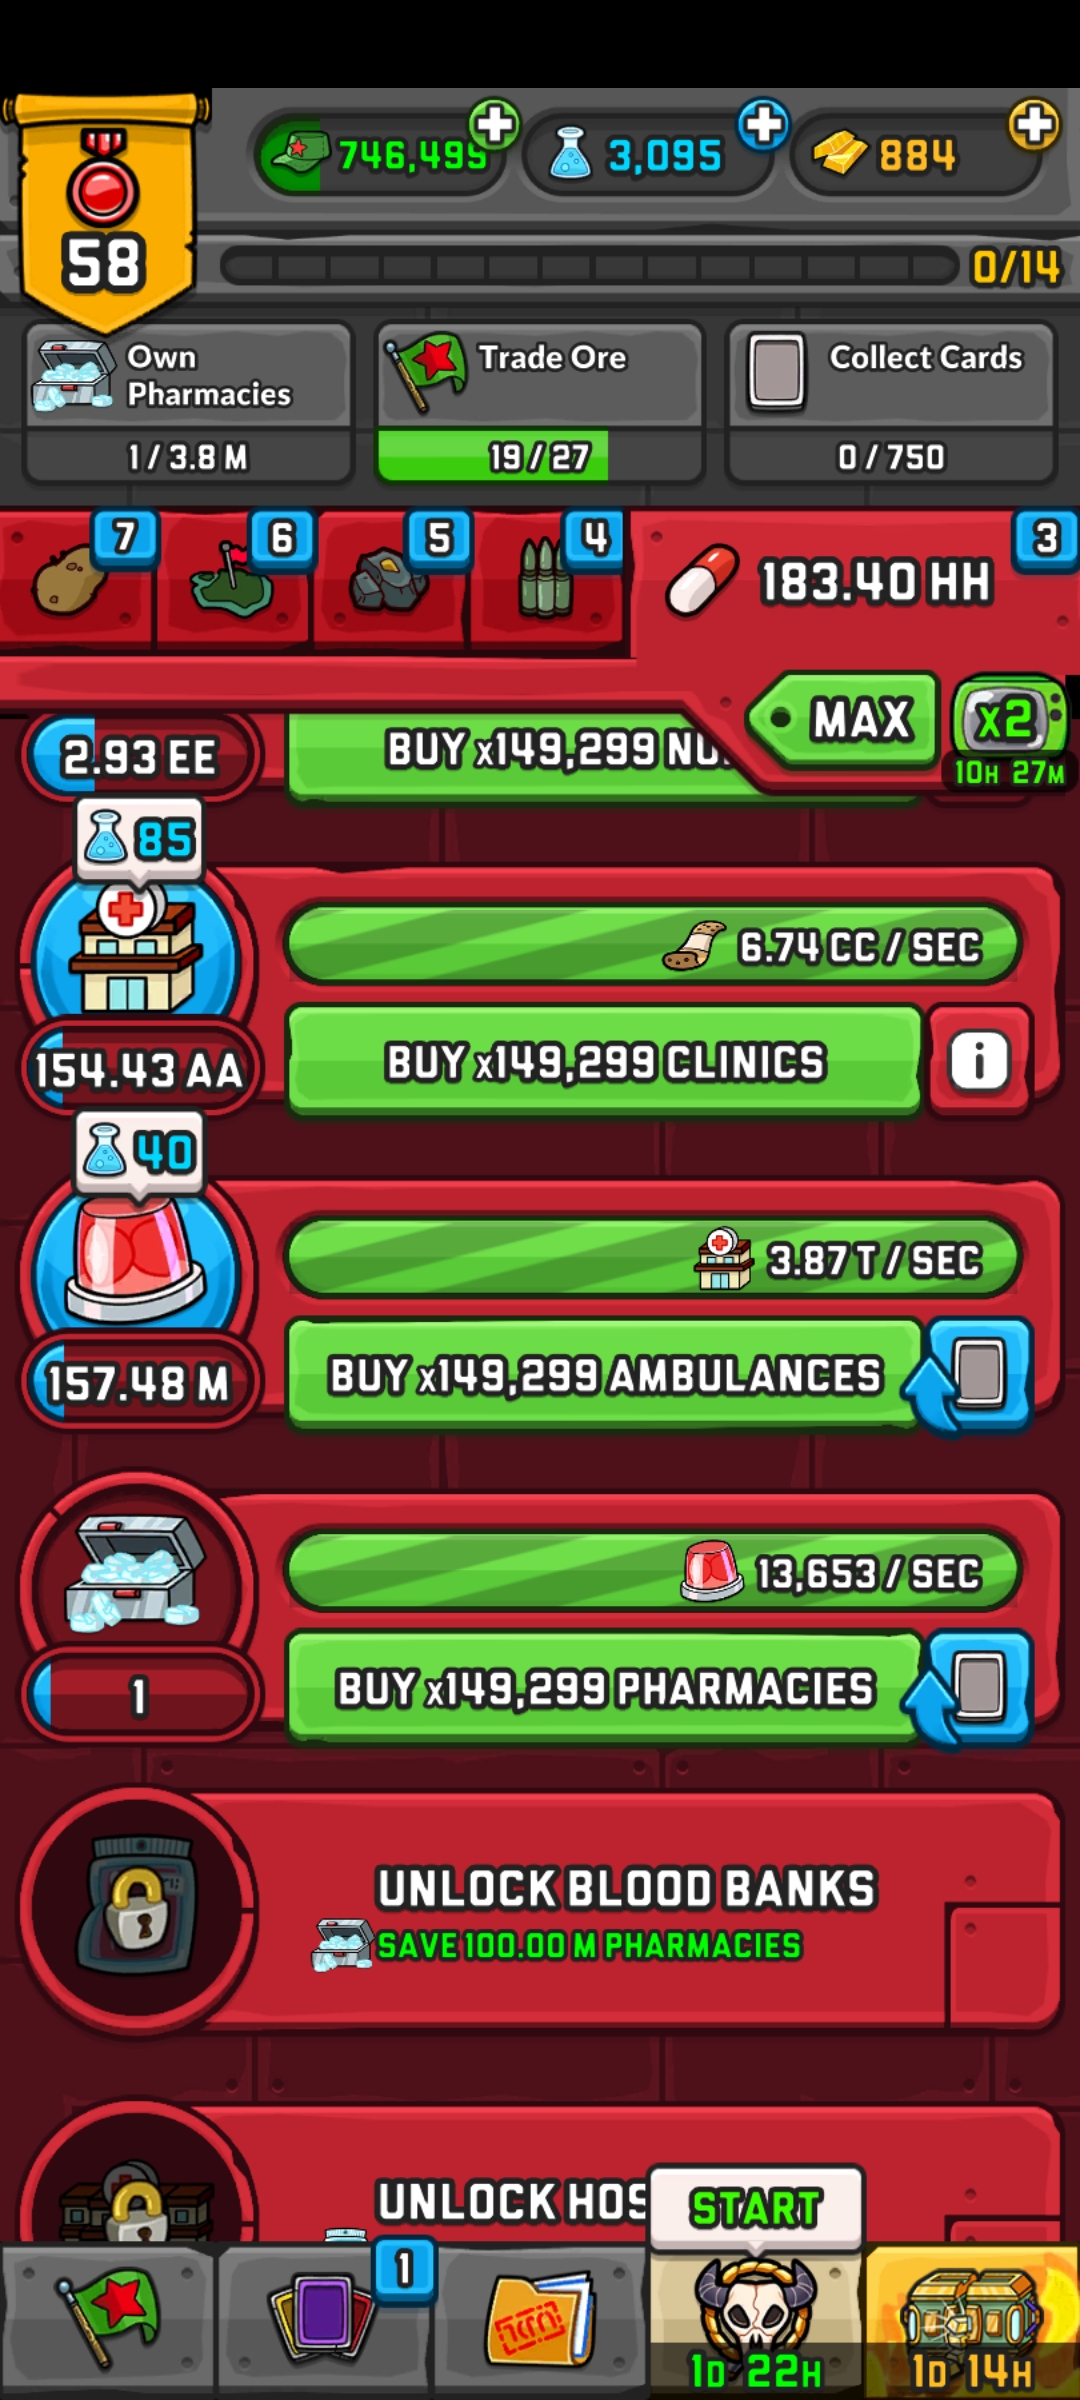 746,499
3,095
884
58
0/14
Own Pharmacies
1 / 3.8 M
Trade Ore
19 / 27
Collect Cards
0 / 750
7
6
5
4
3
183.40 HH
MAX
x2
10H 27M
2.93 EE
BUY x149,299 NU
85
6.74 CC / SEC
154.43 AA
BUY x149,299 CLINICS
i
40
3.87 T / SEC
157.48 M
BUY x149,299 AMBULANCES
13,653 / SEC
1
BUY x149,299 PHARMACIES
UNLOCK BLOOD BANKS
SAVE 100.00 M PHARMACIES
UNLOCK HOS
START
1
1D 22H
1D 14H